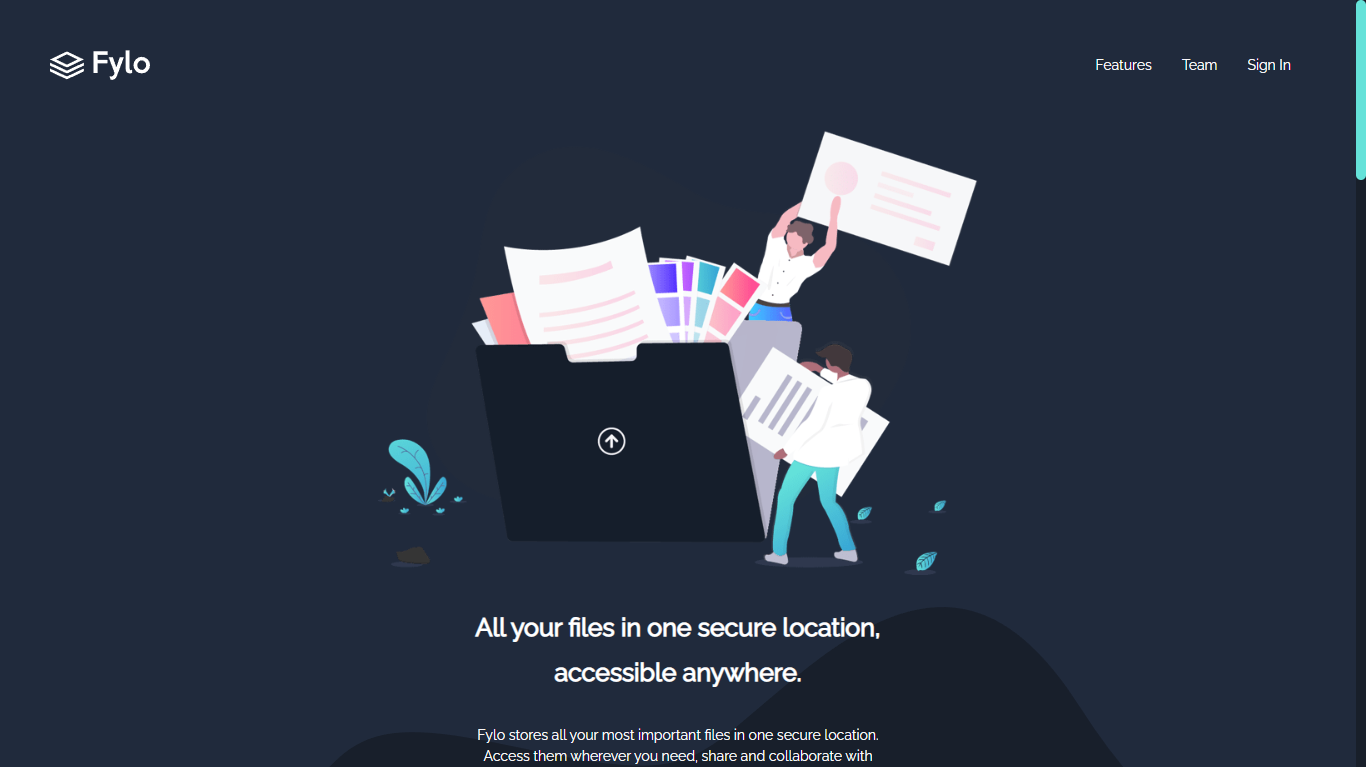 Fylo
Features
Team
Sign In
All your files in one secure location,
accessible anywhere.
Fylo stores all your most important files in one secure location.
Access them wherever you need, share and collaborate with